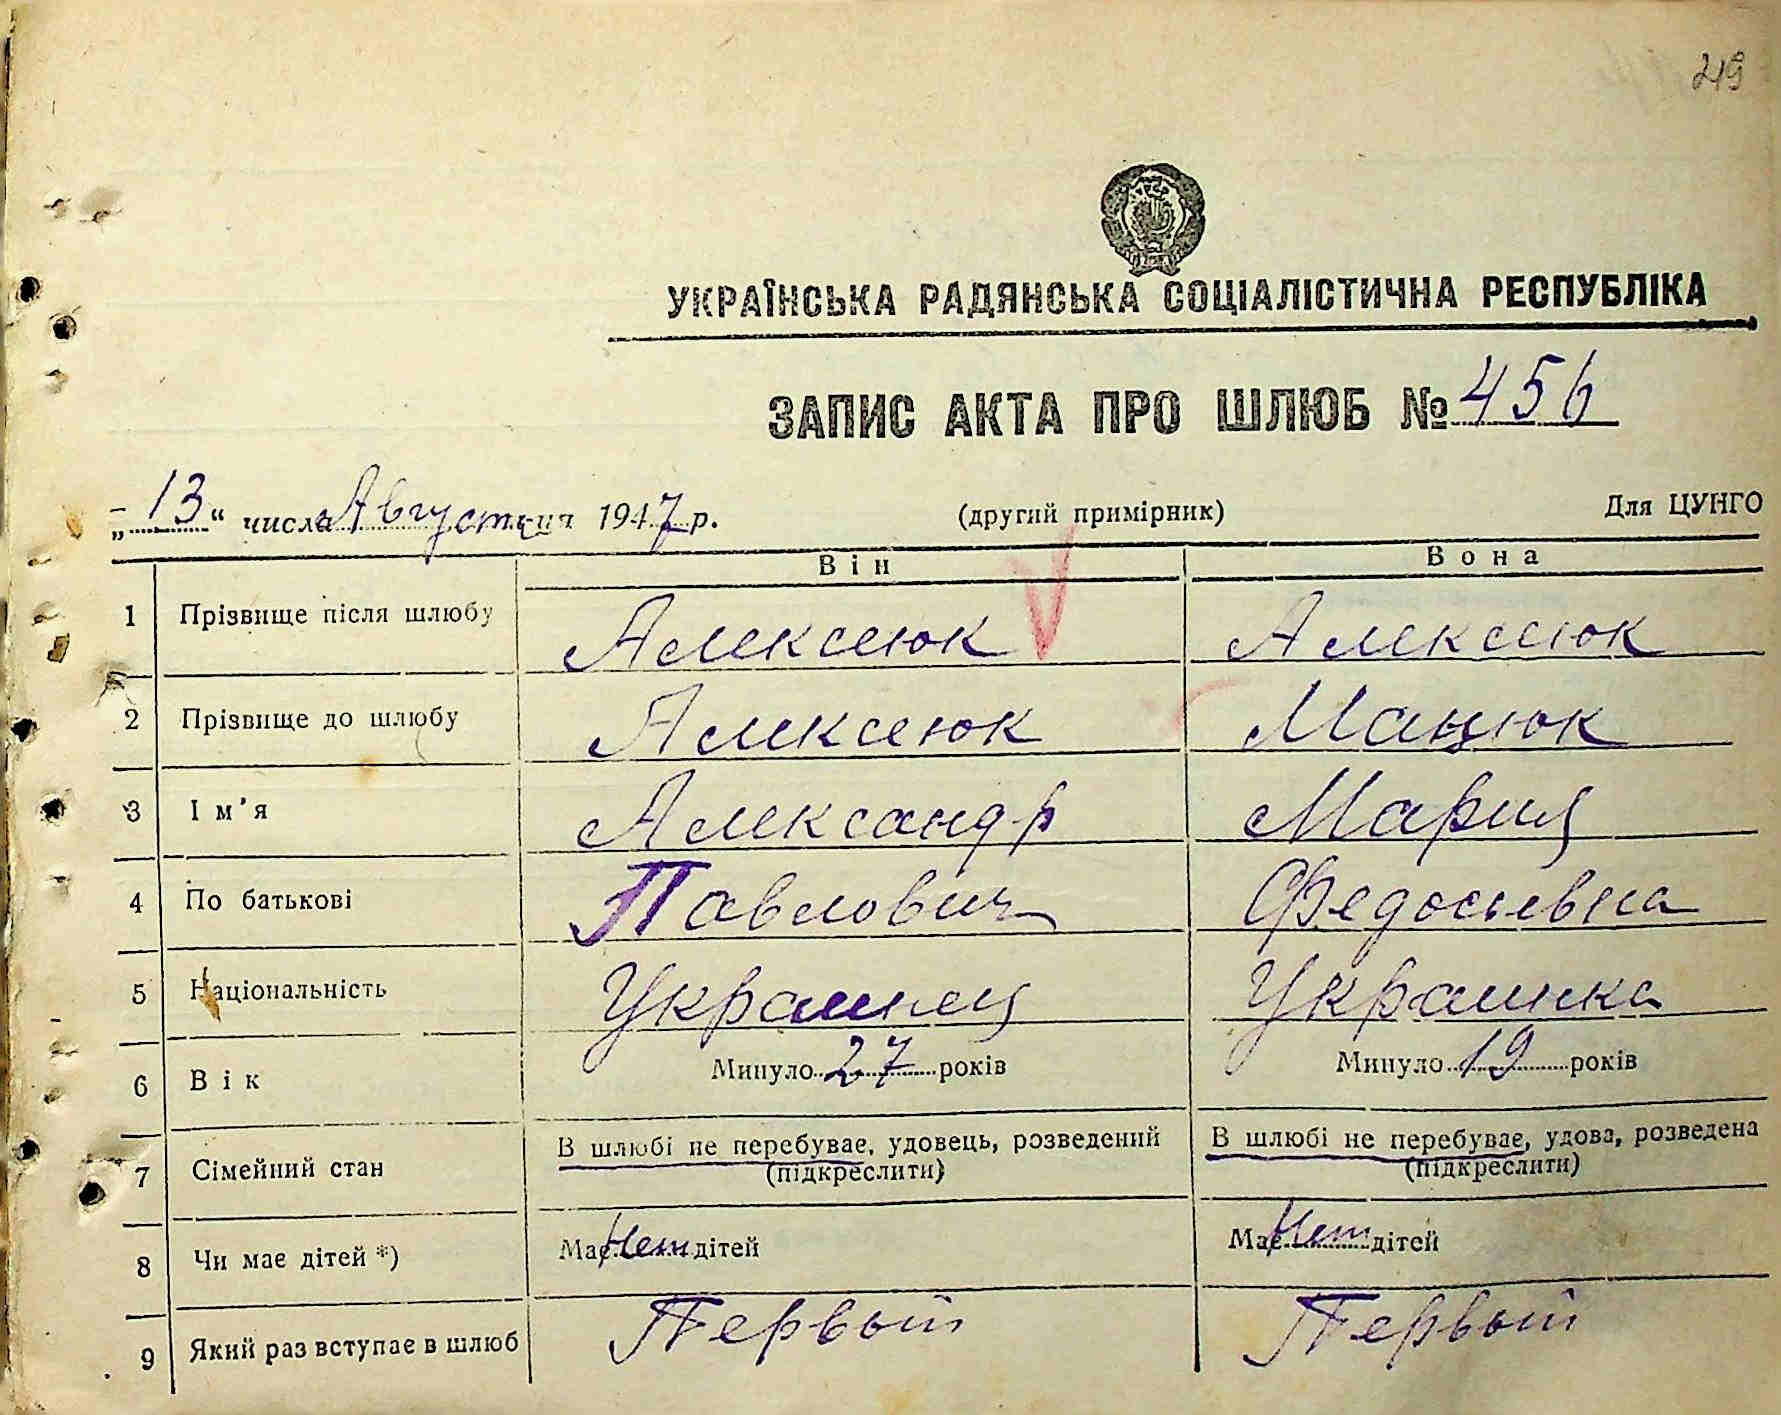 219
УКРАЇНСЬКА РАДЯНСЬКА СОЦІАЛІСТИЧНА РЕСПУБЛІКА
ЗАПИС АКТА ПРО ШЛЮБ № 456
„13“ числа Август ця 1947 р. (другий примірник) Для ЦУНГО
Він Вона
1 Прізвище після шлюбу Алексеюк Алексеюк
2 Прізвище до шлюбу Алексеюк Мацюк
3 Ім'я Александр Мария
4 По батькові Павлович Федосьевна
5 Національність Украинец Украинка
6 Вік Минуло 27 років Минуло 19 років
7 Сімейний стан В шлюбі не перебуває, удовець, розведений В шлюбі не перебуває, удова, розведена
(підкреслити) (підкреслити)
8 Чи має дітей *) Має Нет дітей Має Нет дітей
9 Який раз вступає в шлюб Первый Первый